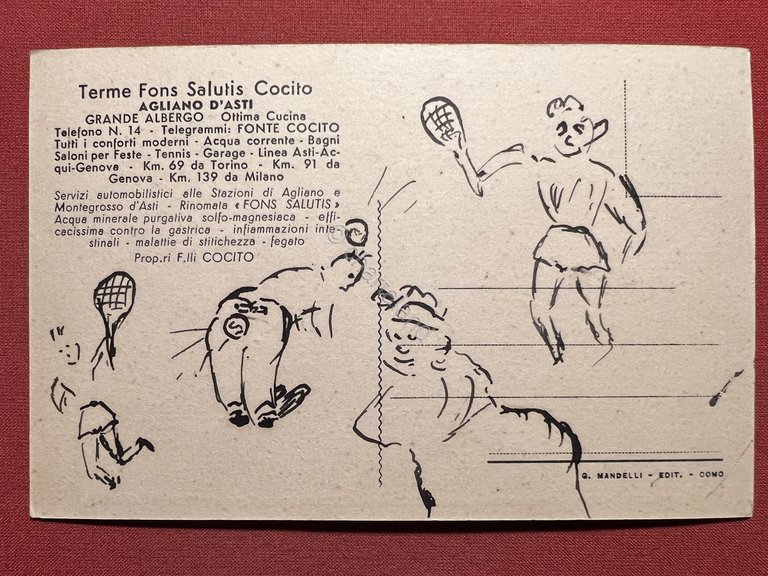 Terme Fons Salutis Cocito
AGLIANO D'ASTI
GRANDE ALBERGO - Ottima Cucina
Telefono N. 14 - Telegrammi: FONTE COCITO
Tutti i conforti moderni - Acqua corrente - Bagni
Saloni per Feste - Tennis - Garage - Linea Asti-Ac-
qui-Genova - Km. 69 da Torino - Km. 91 da
Genova - Km. 139 da Milano
Servizi automobilistici alle Stazioni di Agliano e
Montegrosso d'Asti - Rinomata «FONS SALUTIS»
Acqua minerale purgativa solfo-magnesiaca - effi-
cacissima contro la gastrica - infiammazioni inte-
stinali - malattie di stitichezza - fegato
Prop.ri F.lli COCITO
G. MANDELLI - EDIT. - COMO